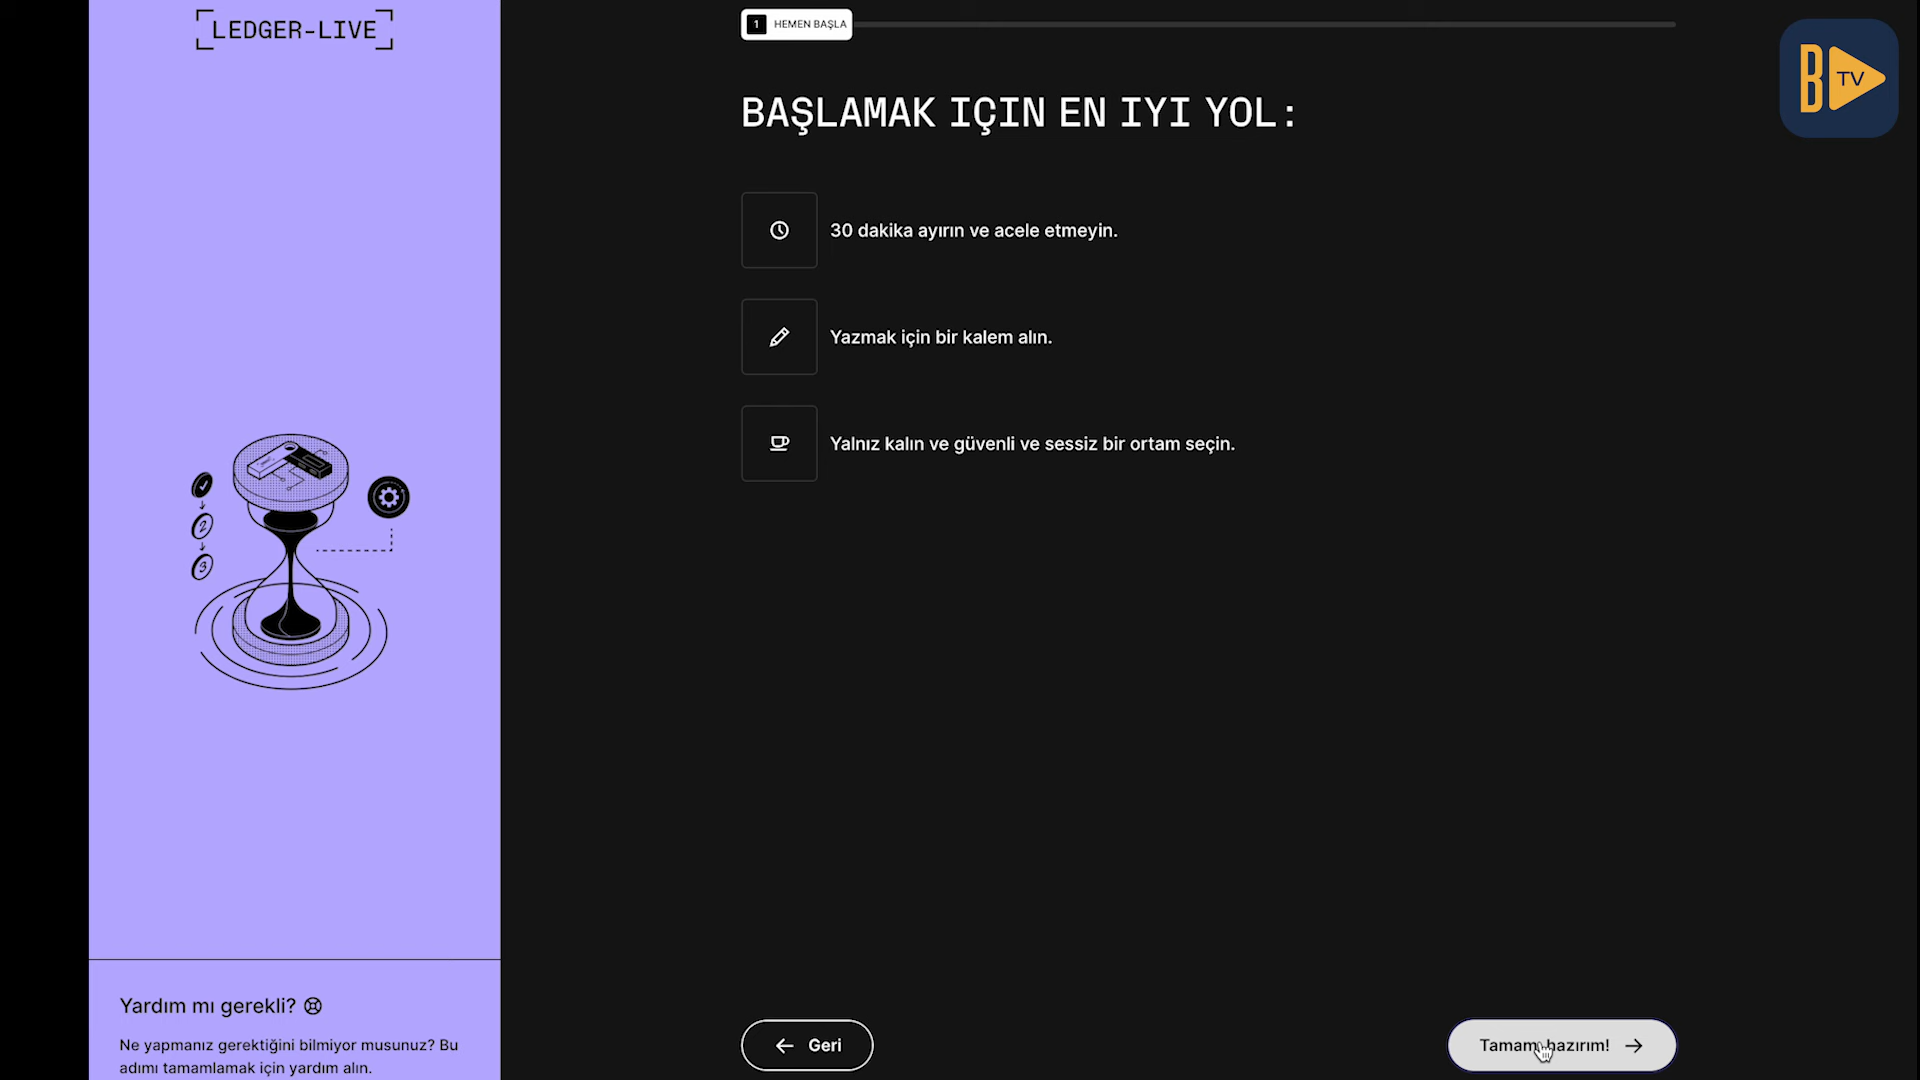 LEDGER-LIVE
1 HEMEN BAŞLA
B TV
BAŞLAMAK IÇIN EN IYI YOL:
30 dakika ayırın ve acele etmeyin.
Yazmak için bir kalem alın.
Yalnız kalın ve güvenli ve sessiz bir ortam seçin.
2
3
Yardım mı gerekli?
Ne yapmanız gerektiğini bilmiyor musunuz? Bu
adımı tamamlamak için yardım alın.
Geri
Tamam, hazırım!